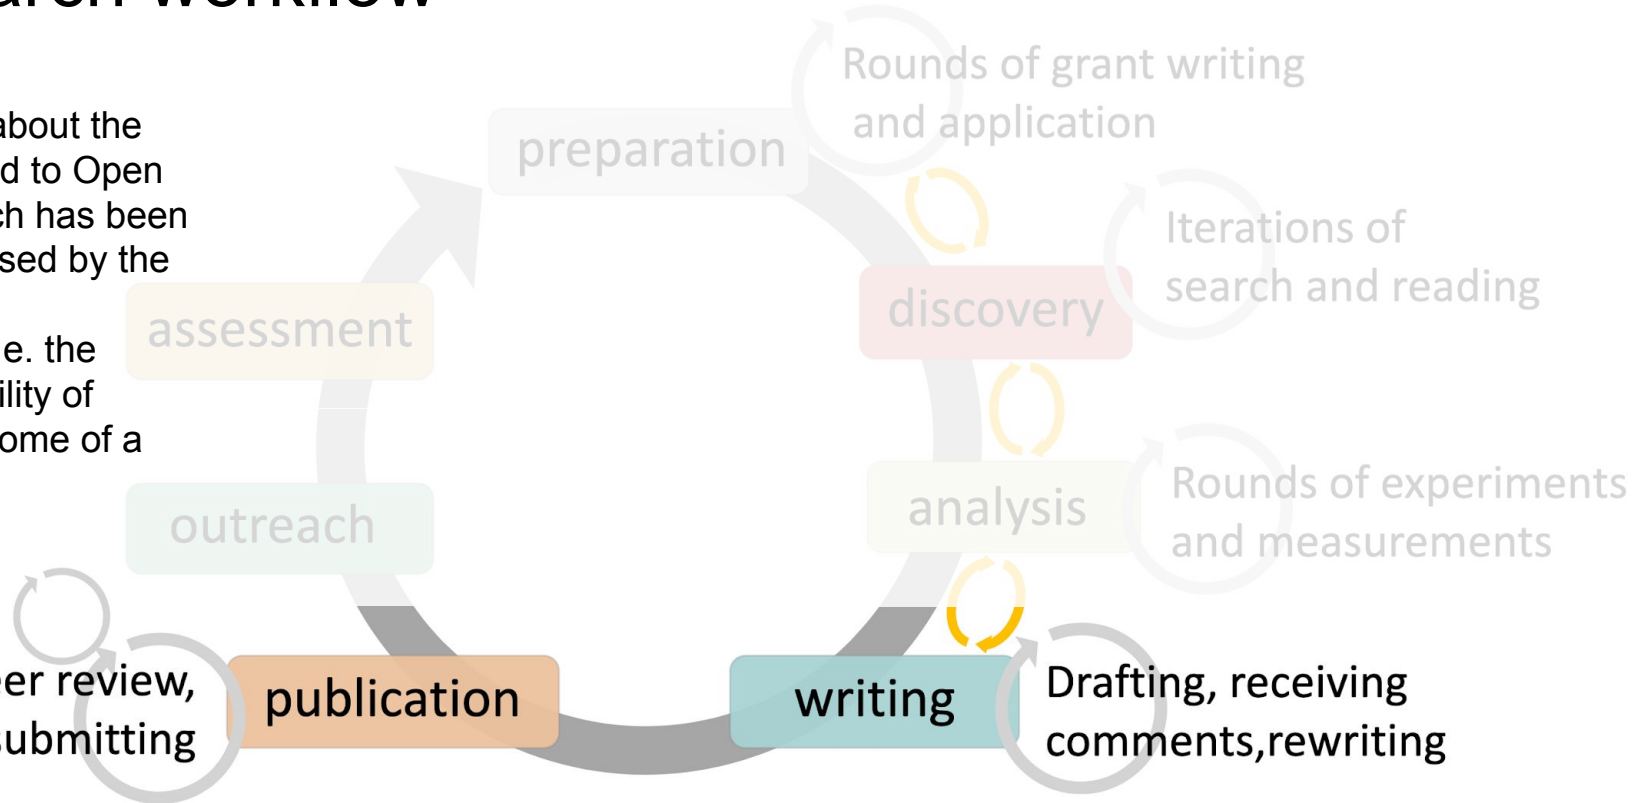 workflow
about the
d to Open
ch has been
sed by the
e. the
ility of
ome of a
preparation
Rounds of grant writing
and application
discovery
Iterations of
search and reading
analysis
Rounds of experiments
and measurements
writing
Drafting, receiving
comments,rewriting
publication
er review,
submitting
outreach
assessment